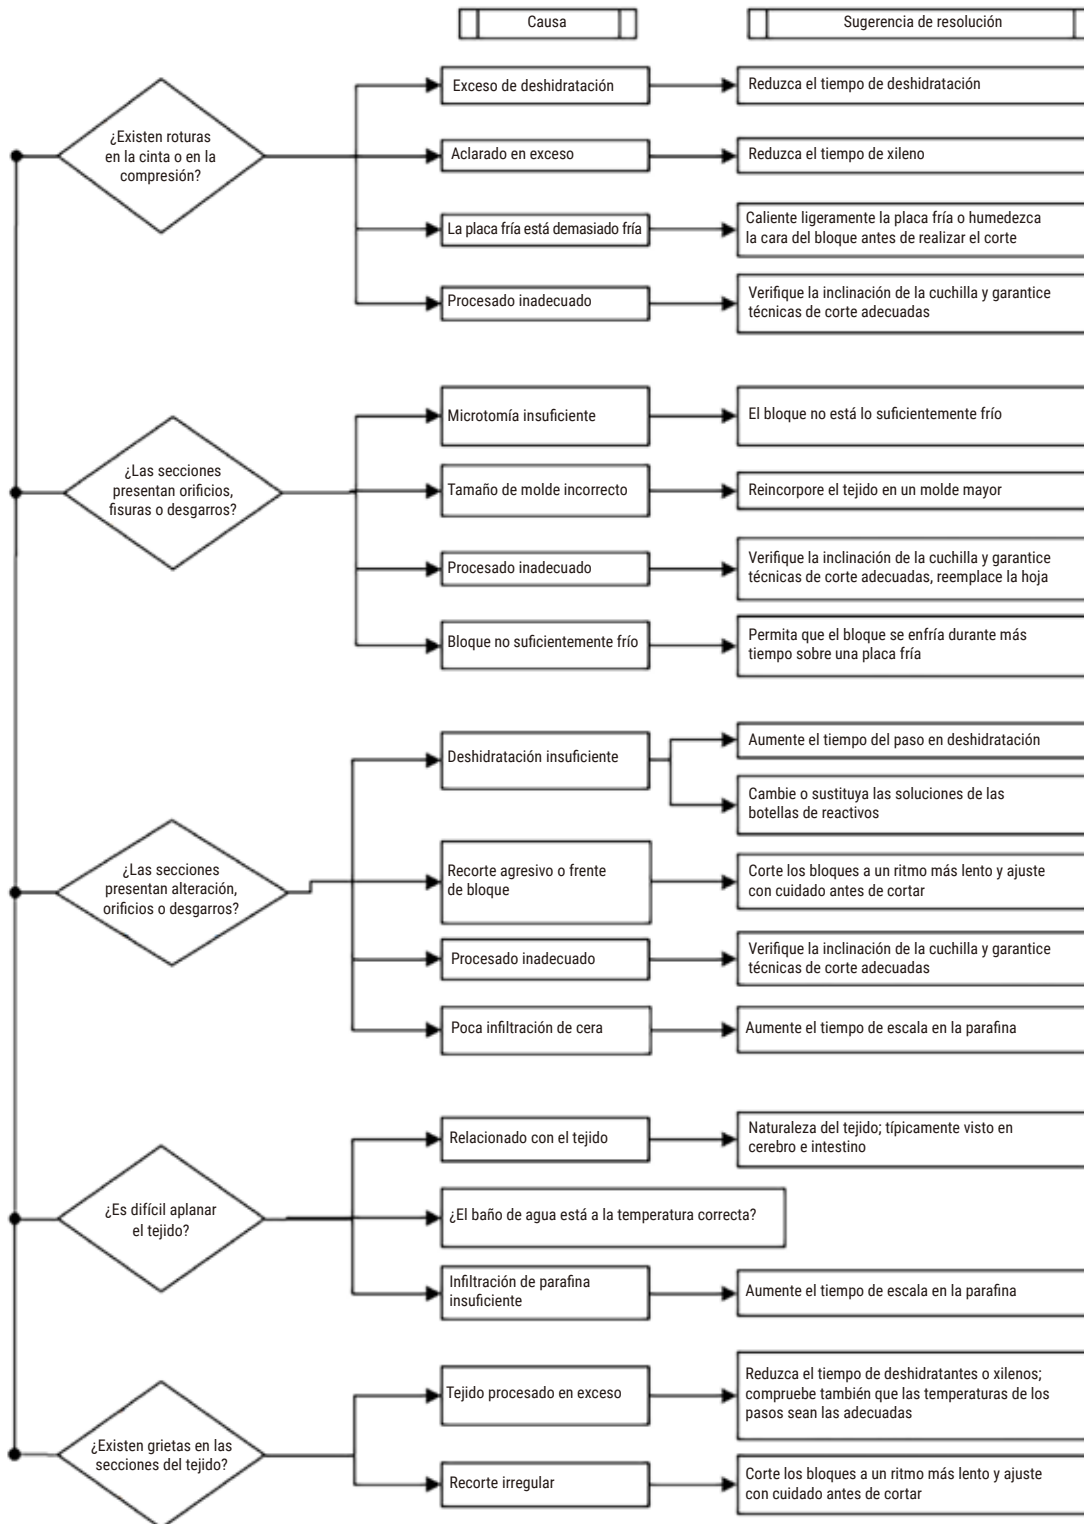 Causa
Sugerencia de resolución
¿Existen roturas
en la cinta o en la
compresión?
Exceso de deshidratación
Reduzca el tiempo de deshidratación
Aclarado en exceso
Reduzca el tiempo de xileno
La placa fría está demasiado fría
Caliente ligeramente la placa fría o humedezca
la cara del bloque antes de realizar el corte
Procesado inadecuado
Verifique la inclinación de la cuchilla y garantice
técnicas de corte adecuadas
¿Las secciones
presentan orificios,
fisuras o desgarros?
Microtomía insuficiente
El bloque no está lo suficientemente frío
Tamaño de molde incorrecto
Reincorpore el tejido en un molde mayor
Procesado inadecuado
Verifique la inclinación de la cuchilla y garantice
técnicas de corte adecuadas, reemplace la hoja
Bloque no suficientemente frío
Permita que el bloque se enfría durante más
tiempo sobre una placa fría
¿Las secciones
presentan alteración,
orificios o desgarros?
Deshidratación insuficiente
Aumente el tiempo del paso en deshidratación
Cambie o sustituya las soluciones de las
botellas de reactivos
Recorte agresivo o frente
de bloque
Corte los bloques a un ritmo más lento y ajuste
con cuidado antes de cortar
Procesado inadecuado
Verifique la inclinación de la cuchilla y garantice
técnicas de corte adecuadas
Poca infiltración de cera
Aumente el tiempo de escala en la parafina
¿Es difícil aplanar
el tejido?
Relacionado con el tejido
Naturaleza del tejido; típicamente visto en
cerebro e intestino
¿El baño de agua está a la temperatura correcta?
Infiltración de parafina
insuficiente
Aumente el tiempo de escala en la parafina
¿Existen grietas en las
secciones del tejido?
Tejido procesado en exceso
Reduzca el tiempo de deshidratantes o xilenos;
compruebe también que las temperaturas de los
pasos sean las adecuadas
Recorte irregular
Corte los bloques a un ritmo más lento y ajuste
con cuidado antes de cortar